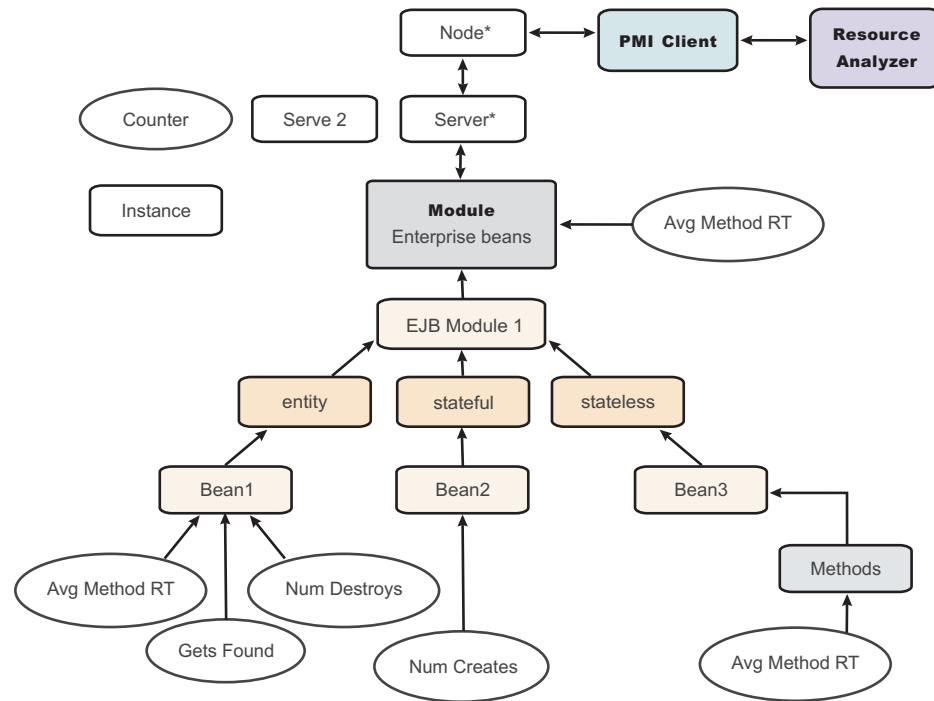 Node*
PMI Client
Resource
Analyzer
Counter
Serve 2
Server*
Instance
Module
Enterprise beans
Avg Method RT
EJB Module 1
entity
stateful
stateless
Bean1
Bean2
Bean3
Avg Method RT
Num Destroys
Methods
Gets Found
Num Creates
Avg Method RT